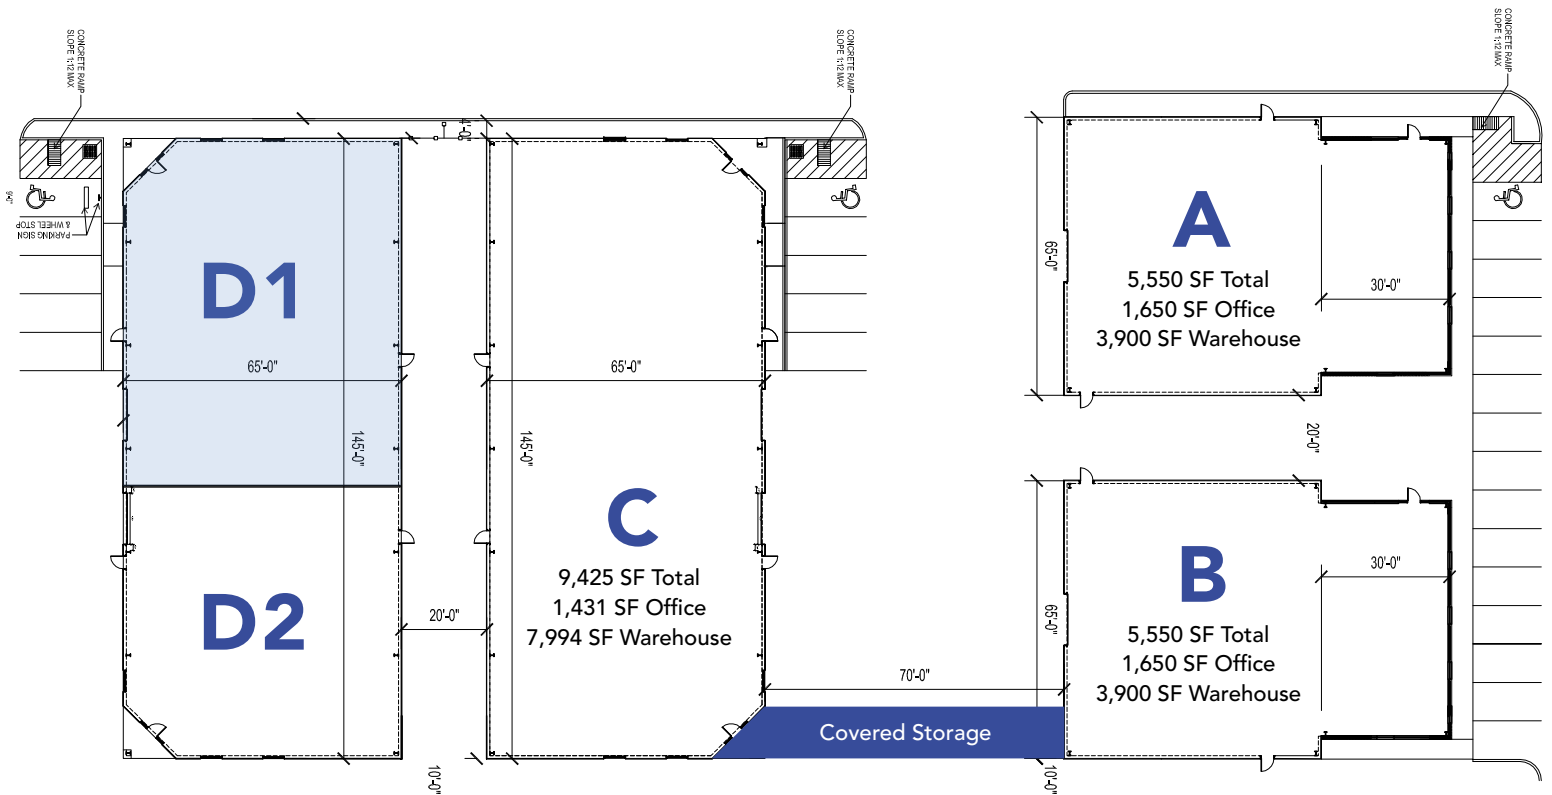 CONCRETE RAMP
SLOPE 1:12 MAX
CONCRETE RAMP
SLOPE 1:12 MAX
CONCRETE RAMP
SLOPE 1:12 MAX
4'-0"
9'-0"
PARKING SIGN
& WHEEL STOP
D1
65'-0"
145'-0"
D2
20'-0"
10'-0"
65'-0"
145'-0"
C
9,425 SF Total
1,431 SF Office
7,994 SF Warehouse
70'-0"
Covered Storage
10'-0"
65'-0"
A
5,550 SF Total
1,650 SF Office
3,900 SF Warehouse
30'-0"
20'-0"
65'-0"
B
5,550 SF Total
1,650 SF Office
3,900 SF Warehouse
30'-0"